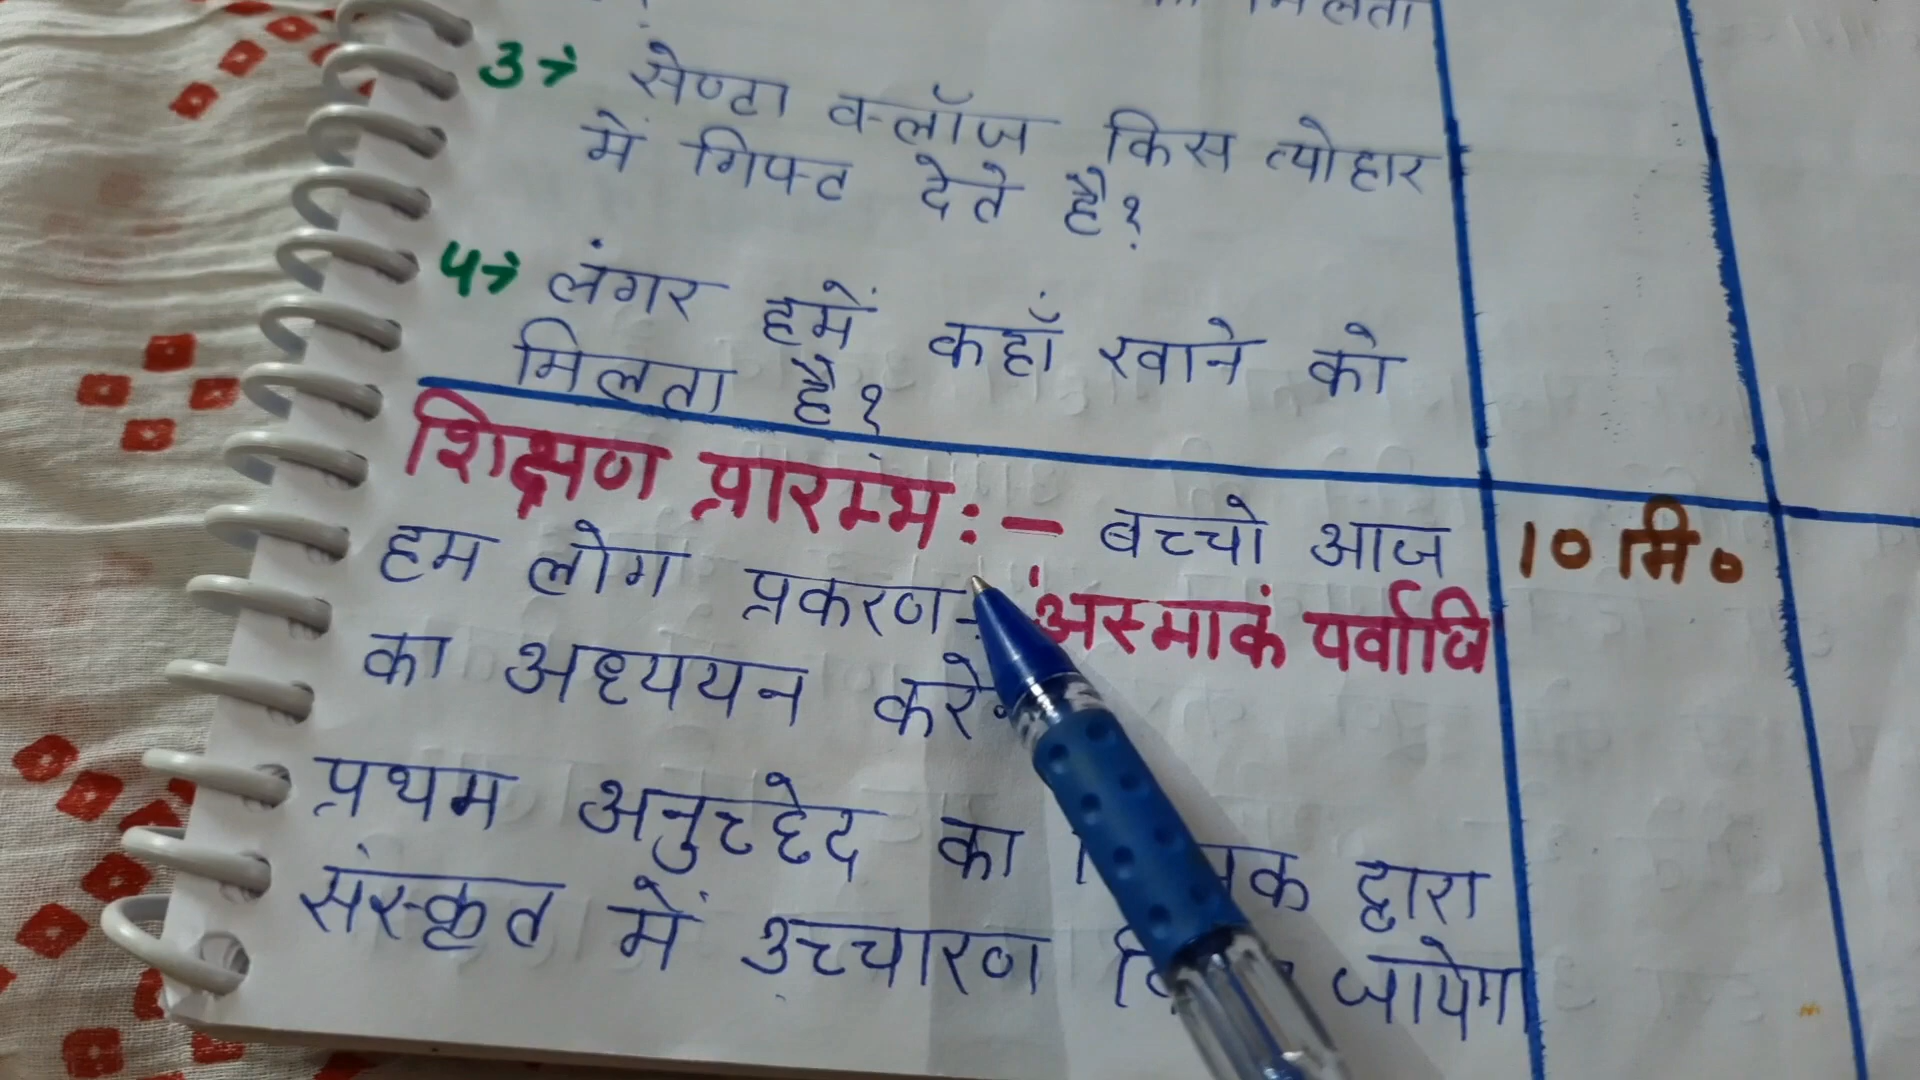 मिलता
3→ सेण्टा क्लॉज किस त्योहार
में गिफ्ट देते है?
4→ लंगर हमें कहाँ खाने को
मिलता है?
शिक्षण प्रारम्भ :- बच्चो आज 10 मि०
हम लोग प्रकरण 'अस्माकं पर्वाणि
का अध्ययन करें
प्रथम अनुच्छेद का द्वारा
संस्कृत में उच्चारण जायेगा